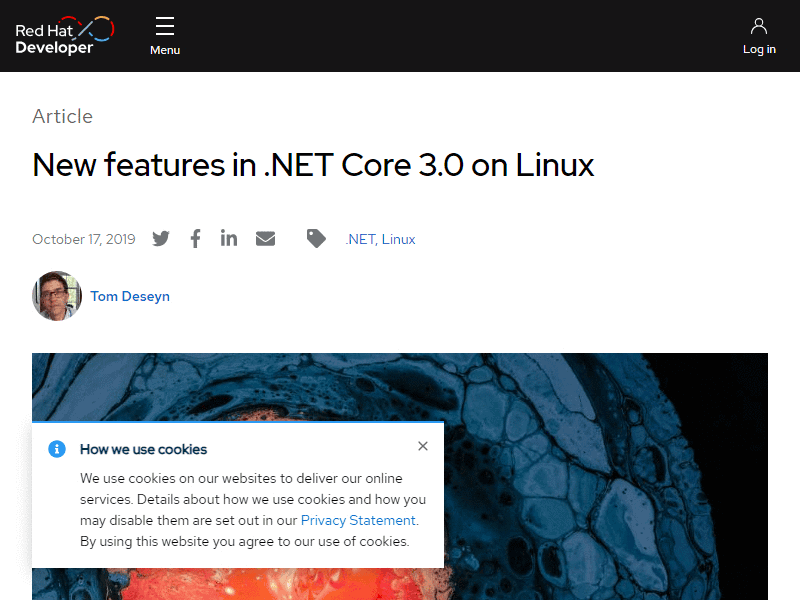 Red Hat
Developer
Menu
Log in
Article
New features in .NET Core 3.0 on Linux
October 17, 2019
.NET, Linux
Tom Deseyn
How we use cookies
We use cookies on our websites to deliver our online
services. Details about how we use cookies and how you
may disable them are set out in our Privacy Statement.
By using this website you agree to our use of cookies.